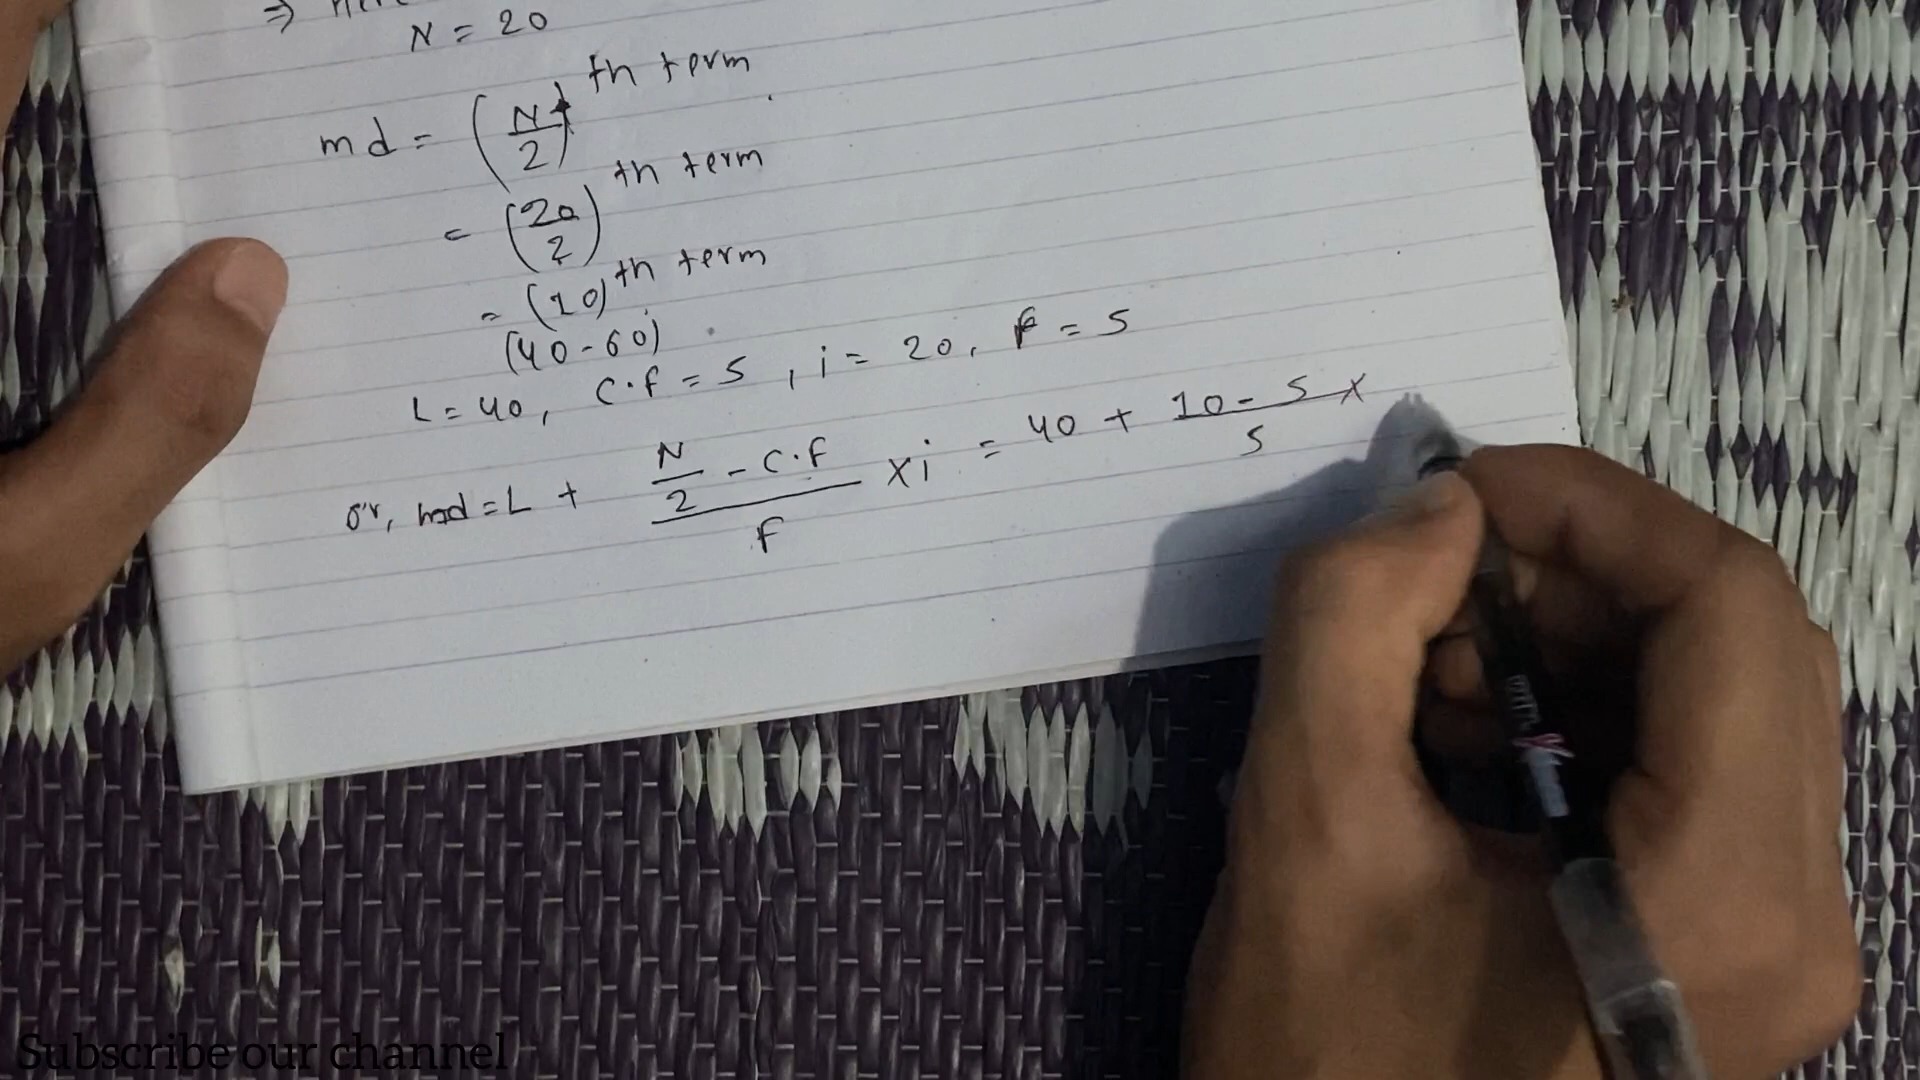 ⇒
N = 20
md = (N/2)th term
= (20/2)th term
= (10)th term
(40-60)
L = 40, c.f = 5, i = 20, f = 5
or, md = L + (N/2 - c.f)/f × i = 40 + (10 - 5)/5 ×
Subscribe our channel